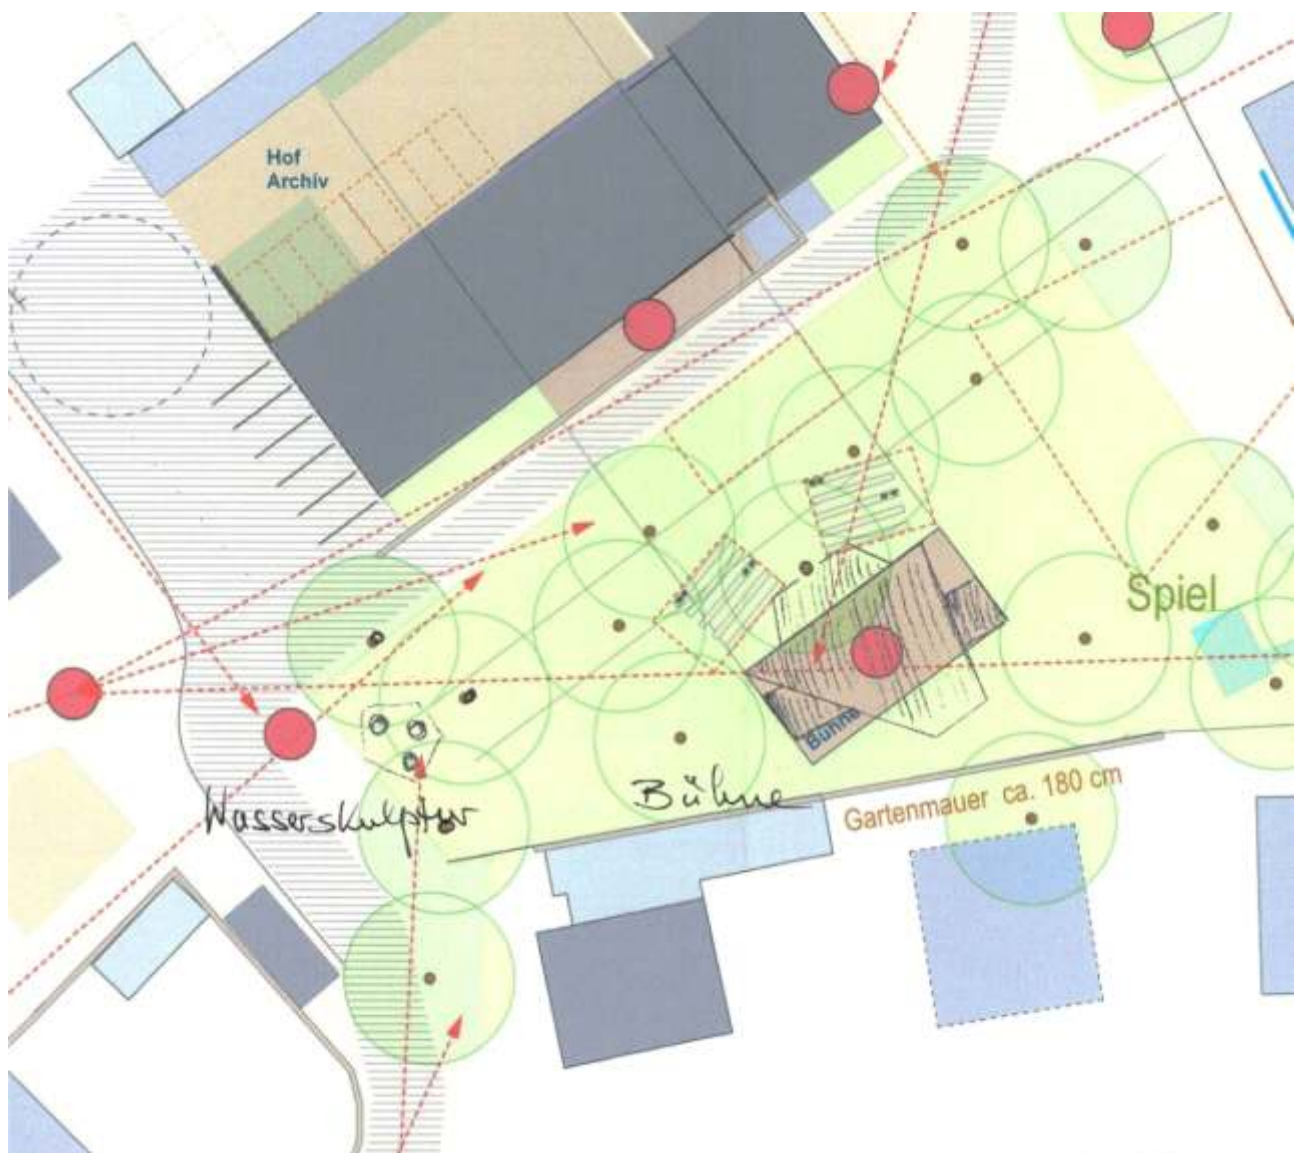 Hof
Archiv
Spiel
Bühne
Wasserskulptur
Bühne
Gartenmauer ca. 180 cm